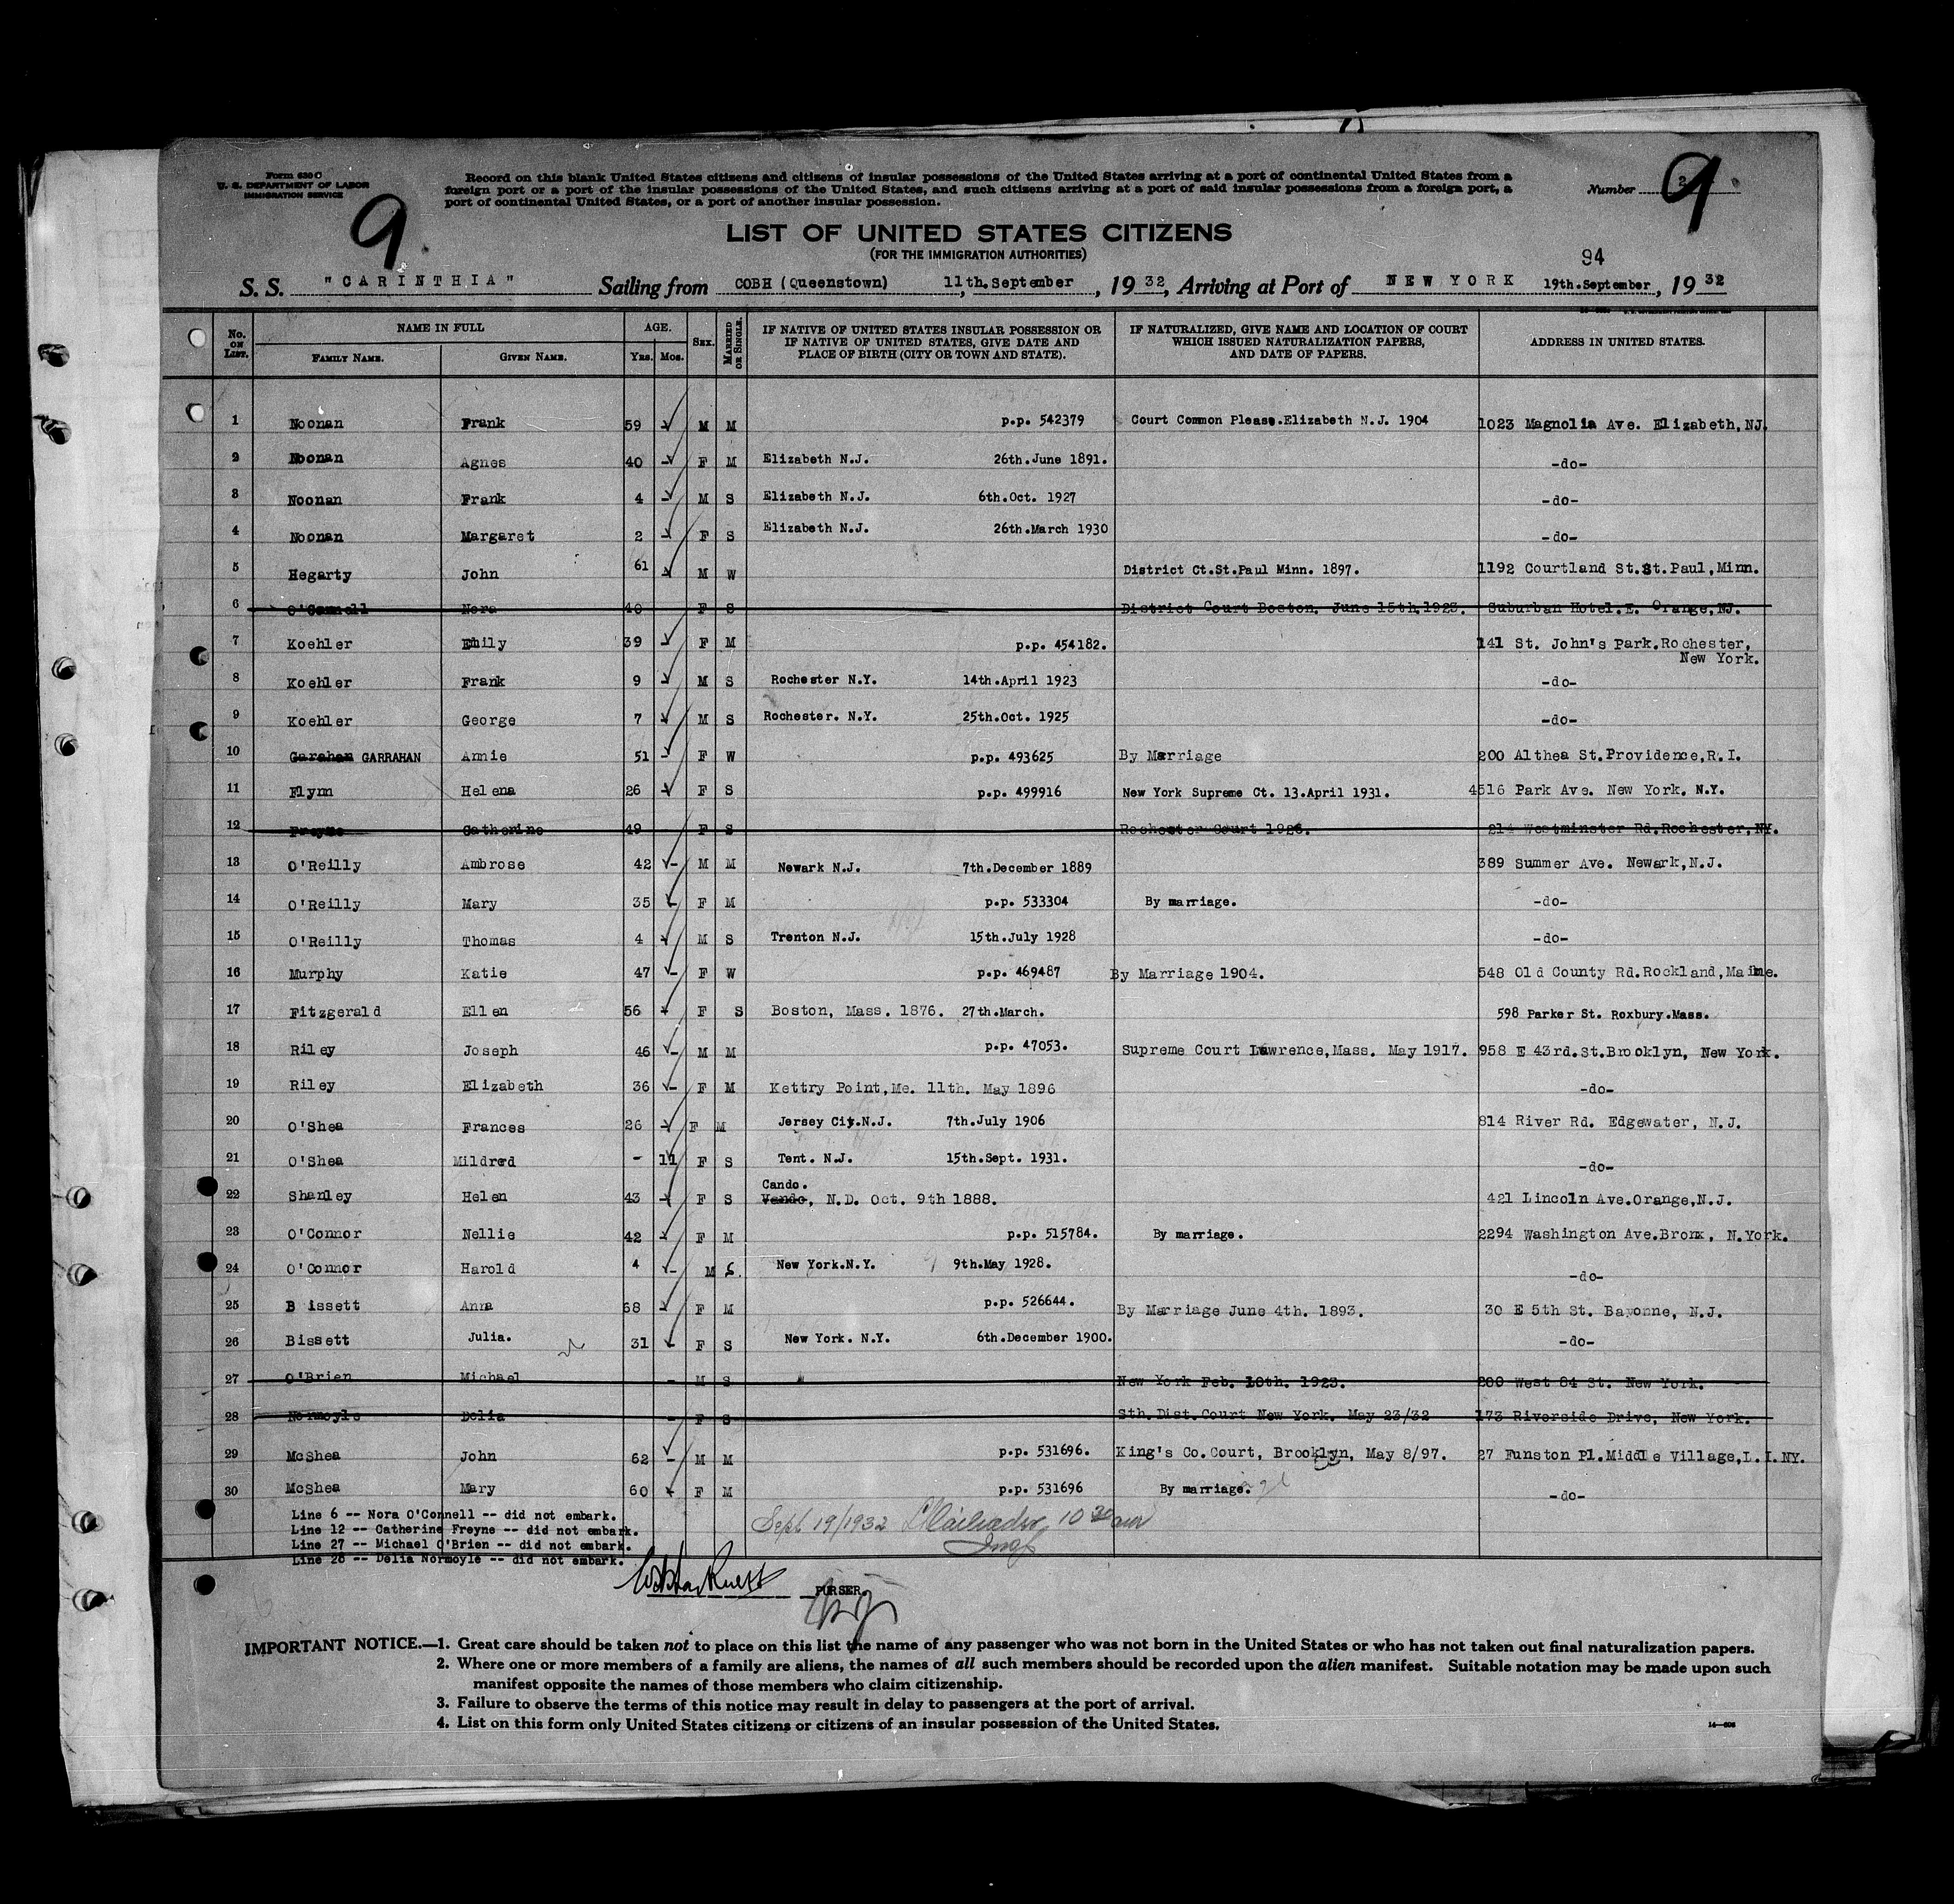 Form 630 C
U. S. DEPARTMENT OF LABOR
IMMIGRATION SERVICE
Record on this blank United States citizens and citizens of insular possessions of the United States arriving at a port of continental United States from a
foreign port or a port of the insular possessions of the United States, and such citizens arriving at a port of said insular possessions from a foreign port, a
port of continental United States, or a port of another insular possession.
Number 2
9
9
LIST OF UNITED STATES CITIZENS
(FOR THE IMMIGRATION AUTHORITIES)
94
S. S. "CARINTHIA" Sailing from COBH (Queenstown) 11th.September, 1932, Arriving at Port of NEW YORK 19th.September, 1932
No. ON LIST. NAME IN FULL FAMILY NAME. GIVEN NAME. AGE. YRS. MOS. SEX. MARRIED OR SINGLE. IF NATIVE OF UNITED STATES INSULAR POSSESSION OR IF NATIVE OF UNITED STATES, GIVE DATE AND PLACE OF BIRTH (CITY OR TOWN AND STATE). IF NATURALIZED, GIVE NAME AND LOCATION OF COURT WHICH ISSUED NATURALIZATION PAPERS, AND DATE OF PAPERS. ADDRESS IN UNITED STATES.
1 Noonan Frank 59 M M p.p. 542379 Court Common Please.Elizabeth N.J. 1904 1023 Magnolia Ave. Elizabeth,NJ.
2 Noonan Agnes 40 - F M Elizabeth N.J. 26th.June 1891. -do-
3 Noonan Frank 4 - M S Elizabeth N.J. 6th.Oct. 1927 -do-
4 Noonan Margaret 2 - F S Elizabeth N.J. 26th.March 1930 -do-
5 Hegarty John 61 - M W District Ct.St.Paul Minn. 1897. 1192 Courtland St.St.Paul,Minn.
6 O'Connell Nora 40 F S District Court Boston. June 15th.1923. Suburban Hotel.E. Orange,NJ.
7 Koehler Emily 39 - F M p.p. 454182. 141 St. John's Park.Rochester,
New York.
8 Koehler Frank 9 - M S Rochester N.Y. 14th.April 1923 -do-
9 Koehler George 7 - M S Rochester. N.Y. 25th.Oct. 1925 -do-
10 Garahan GARRAHAN Annie 51 - F W p.p. 493625 By Marriage 200 Althea St.Providence,R.I.
11 Flynn Helena 26 - F S p.p. 499916 New York Supreme Ct. 13.April 1931. 4516 Park Ave. New York. N.Y.
12 Freyne Catherine 49 F S Rochester Court 1926. 214 Westminster Rd.Rochester,NY.
13 O'Reilly Ambrose 42 - M M Newark N.J. 7th.December 1889 389 Summer Ave. Newark,N.J.
14 O'Reilly Mary 35 - F M p.p. 533304 By marriage. -do-
15 O'Reilly Thomas 4 - M S Trenton N.J. 15th.July 1928 -do-
16 Murphy Katie 47 - F W p.p. 469487 By Marriage 1904. 548 Old County Rd.Rockland,Maine.
17 Fitzgerald Ellen 56 - F S Boston, Mass. 1876. 27th.March. 598 Parker St. Roxbury.Mass.
18 Riley Joseph 46 - M M p.p. 47053. Supreme Court Lawrence,Mass. May 1917. 958 E 43rd.St.Brooklyn, New York.
19 Riley Elizabeth 36 - F M Kettry Point,Me. 11th. May 1896 -do-
20 O'Shea Frances 26 - F M Jersey City.N.J. 7th.July 1906 814 River Rd. Edgewater, N.J.
21 O'Shea Mildred - 11 F S Tent. N.J. 15th.Sept. 1931. -do-
22 Shanley Helen 43 - F S Cando. Vando, N.D. Oct. 9th 1888. 421 Lincoln Ave.Orange,N.J.
23 O'Connor Nellie 42 - F M p.p. 515784. By marriage. 2294 Washington Ave.Bronx, N.York.
24 O'Connor Harold 4 - M S. New York.N.Y. 9th.May 1928. -do-
25 B issett Anna 68 - F M p.p. 526644. By Marriage June 4th. 1893. 30 E 5th St. Bayonne, N.J.
26 Bissett Julia. 31 - F S New York. N.Y. 6th.December 1900. -do-
27 O'Brien Michael - M S New York Feb. 10th. 1923. 280 West 84 St. New York.
28 Normoyle Delia - F S Sth.Dist.Court New York. May 23/32 173 Riverside Drive, New York.
29 McShea John 62 - M M p.p. 531696. King's Co.Court, Brooklyn, May 8/97. 27 Funston Pl.Middle Village,L.I.NY.
30 McShea Mary 60 - F M p.p. 531696 By marriage. -do-
Line 6 -- Nora O'Connell -- did not embark.
Line 12 -- Catherine Freyne -- did not embark.
Line 27 -- Michael O'Brien -- did not embark.
Line 28 -- Delia Normoyle -- did not embark.
Sept 19/1932 10 30 am
PURSER.
IMPORTANT NOTICE.—1. Great care should be taken not to place on this list the name of any passenger who was not born in the United States or who has not taken out final naturalization papers.
2. Where one or more members of a family are aliens, the names of all such members should be recorded upon the alien manifest. Suitable notation may be made upon such
manifest opposite the names of those members who claim citizenship.
3. Failure to observe the terms of this notice may result in delay to passengers at the port of arrival.
4. List on this form only United States citizens or citizens of an insular possession of the United States.